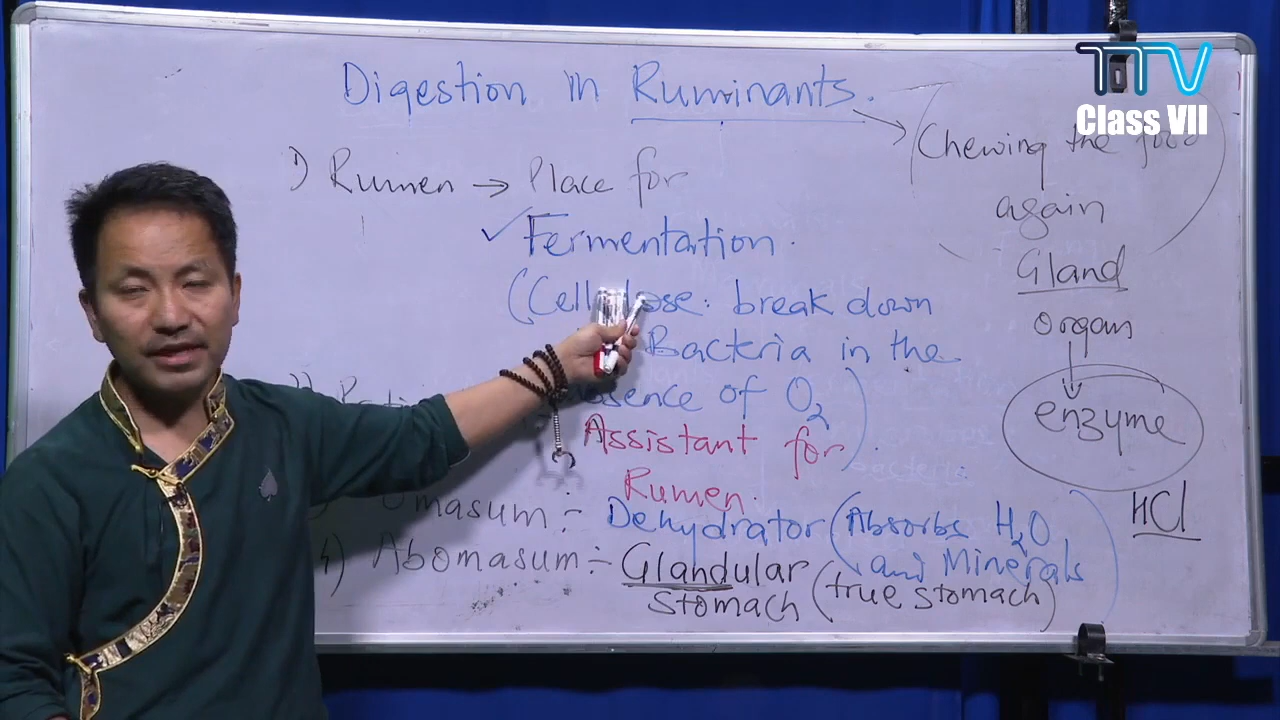 TTV
Class VII
Digestion in Ruminants.
Chewing the food
again
1) Rumen → Place for
✓ Fermentation.
(Cellulose: break down
Bacteria in the
of O2)
Assistant for
Rumen.
Omasum :- Dehydrator (Absorbs H2O
and Minerals)
4) Abomasum :- Glandular
Stomach (true stomach)
Gland
Organ
enzyme
HCl